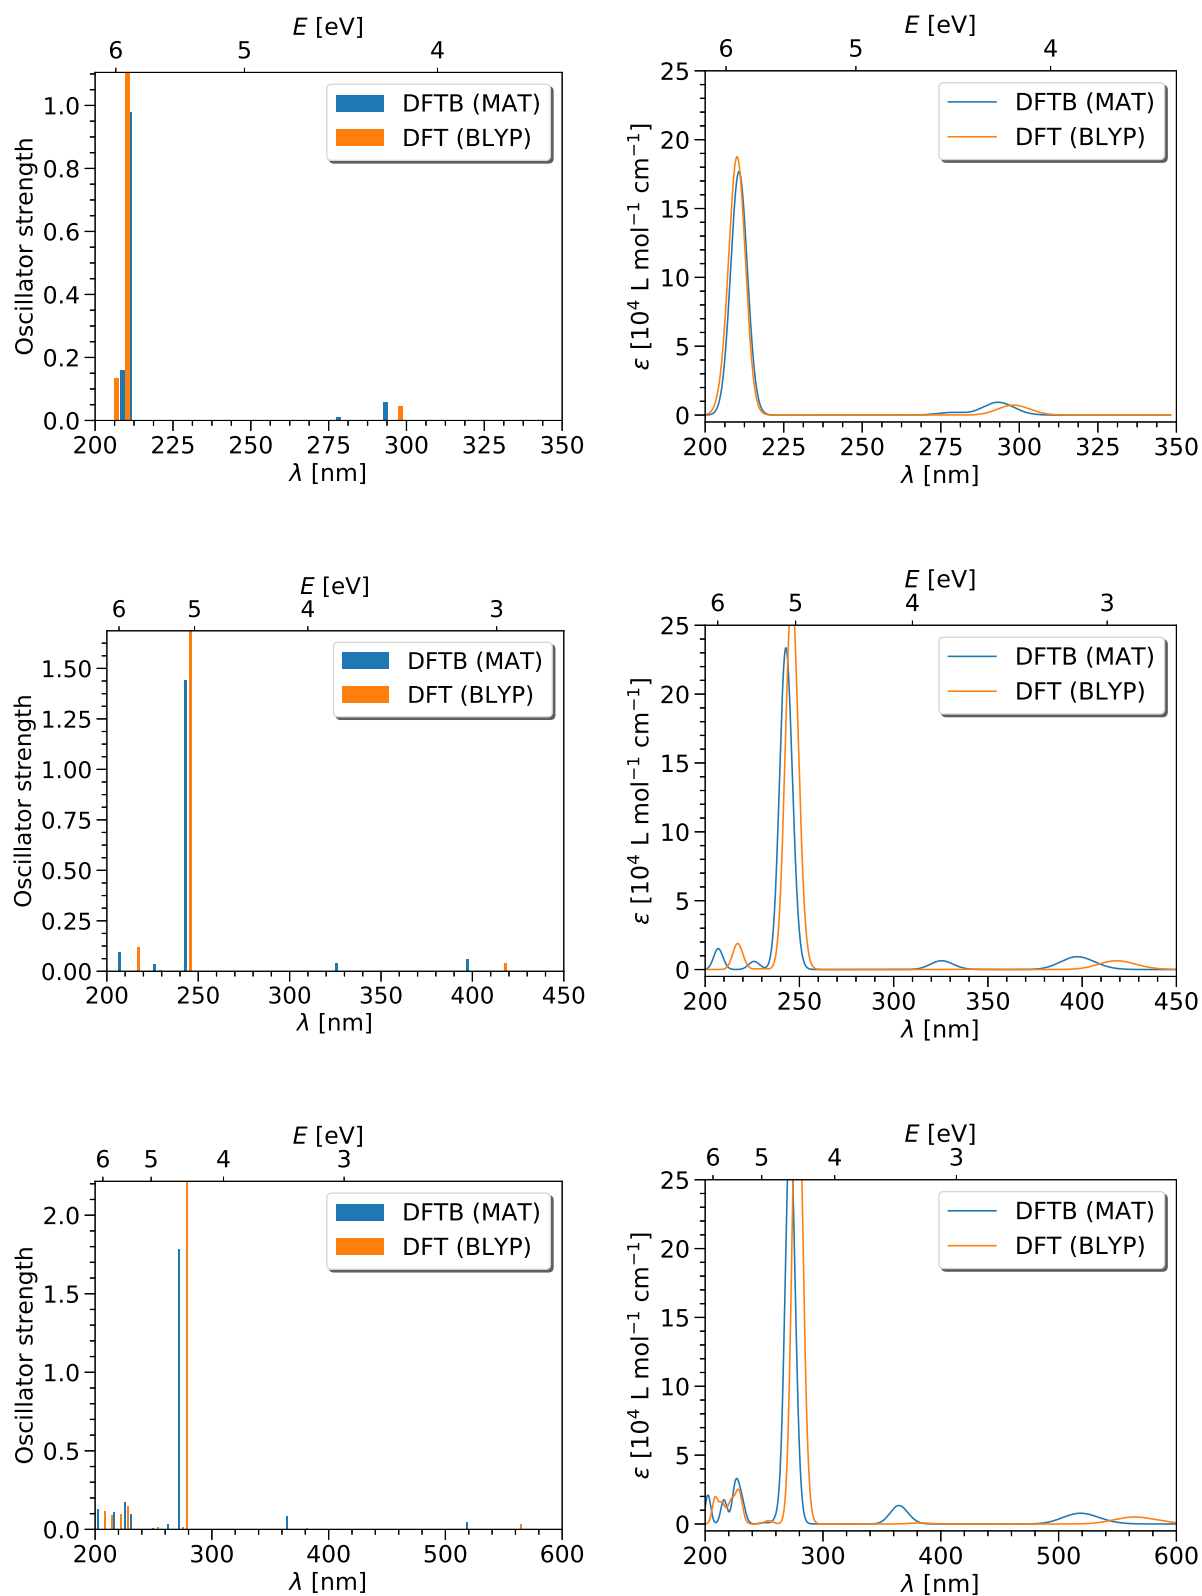 E [eV]
6 5 4
1.0
0.8
0.6
0.4
0.2
0.0
Oscillator strength
DFTB (MAT)
DFT (BLYP)
200 225 250 275 300 325 350
λ [nm]
E [eV]
6 5 4
25
20
15
10
5
0
ε [10⁴ L mol⁻¹ cm⁻¹]
DFTB (MAT)
DFT (BLYP)
200 225 250 275 300 325 350
λ [nm]
E [eV]
6 5 4 3
1.50
1.25
1.00
0.75
0.50
0.25
0.00
Oscillator strength
DFTB (MAT)
DFT (BLYP)
200 250 300 350 400 450
λ [nm]
E [eV]
6 5 4 3
25
20
15
10
5
0
ε [10⁴ L mol⁻¹ cm⁻¹]
DFTB (MAT)
DFT (BLYP)
200 250 300 350 400 450
λ [nm]
E [eV]
6 5 4 3
2.0
1.5
1.0
0.5
0.0
Oscillator strength
DFTB (MAT)
DFT (BLYP)
200 300 400 500 600
λ [nm]
E [eV]
6 5 4 3
25
20
15
10
5
0
ε [10⁴ L mol⁻¹ cm⁻¹]
DFTB (MAT)
DFT (BLYP)
200 300 400 500 600
λ [nm]